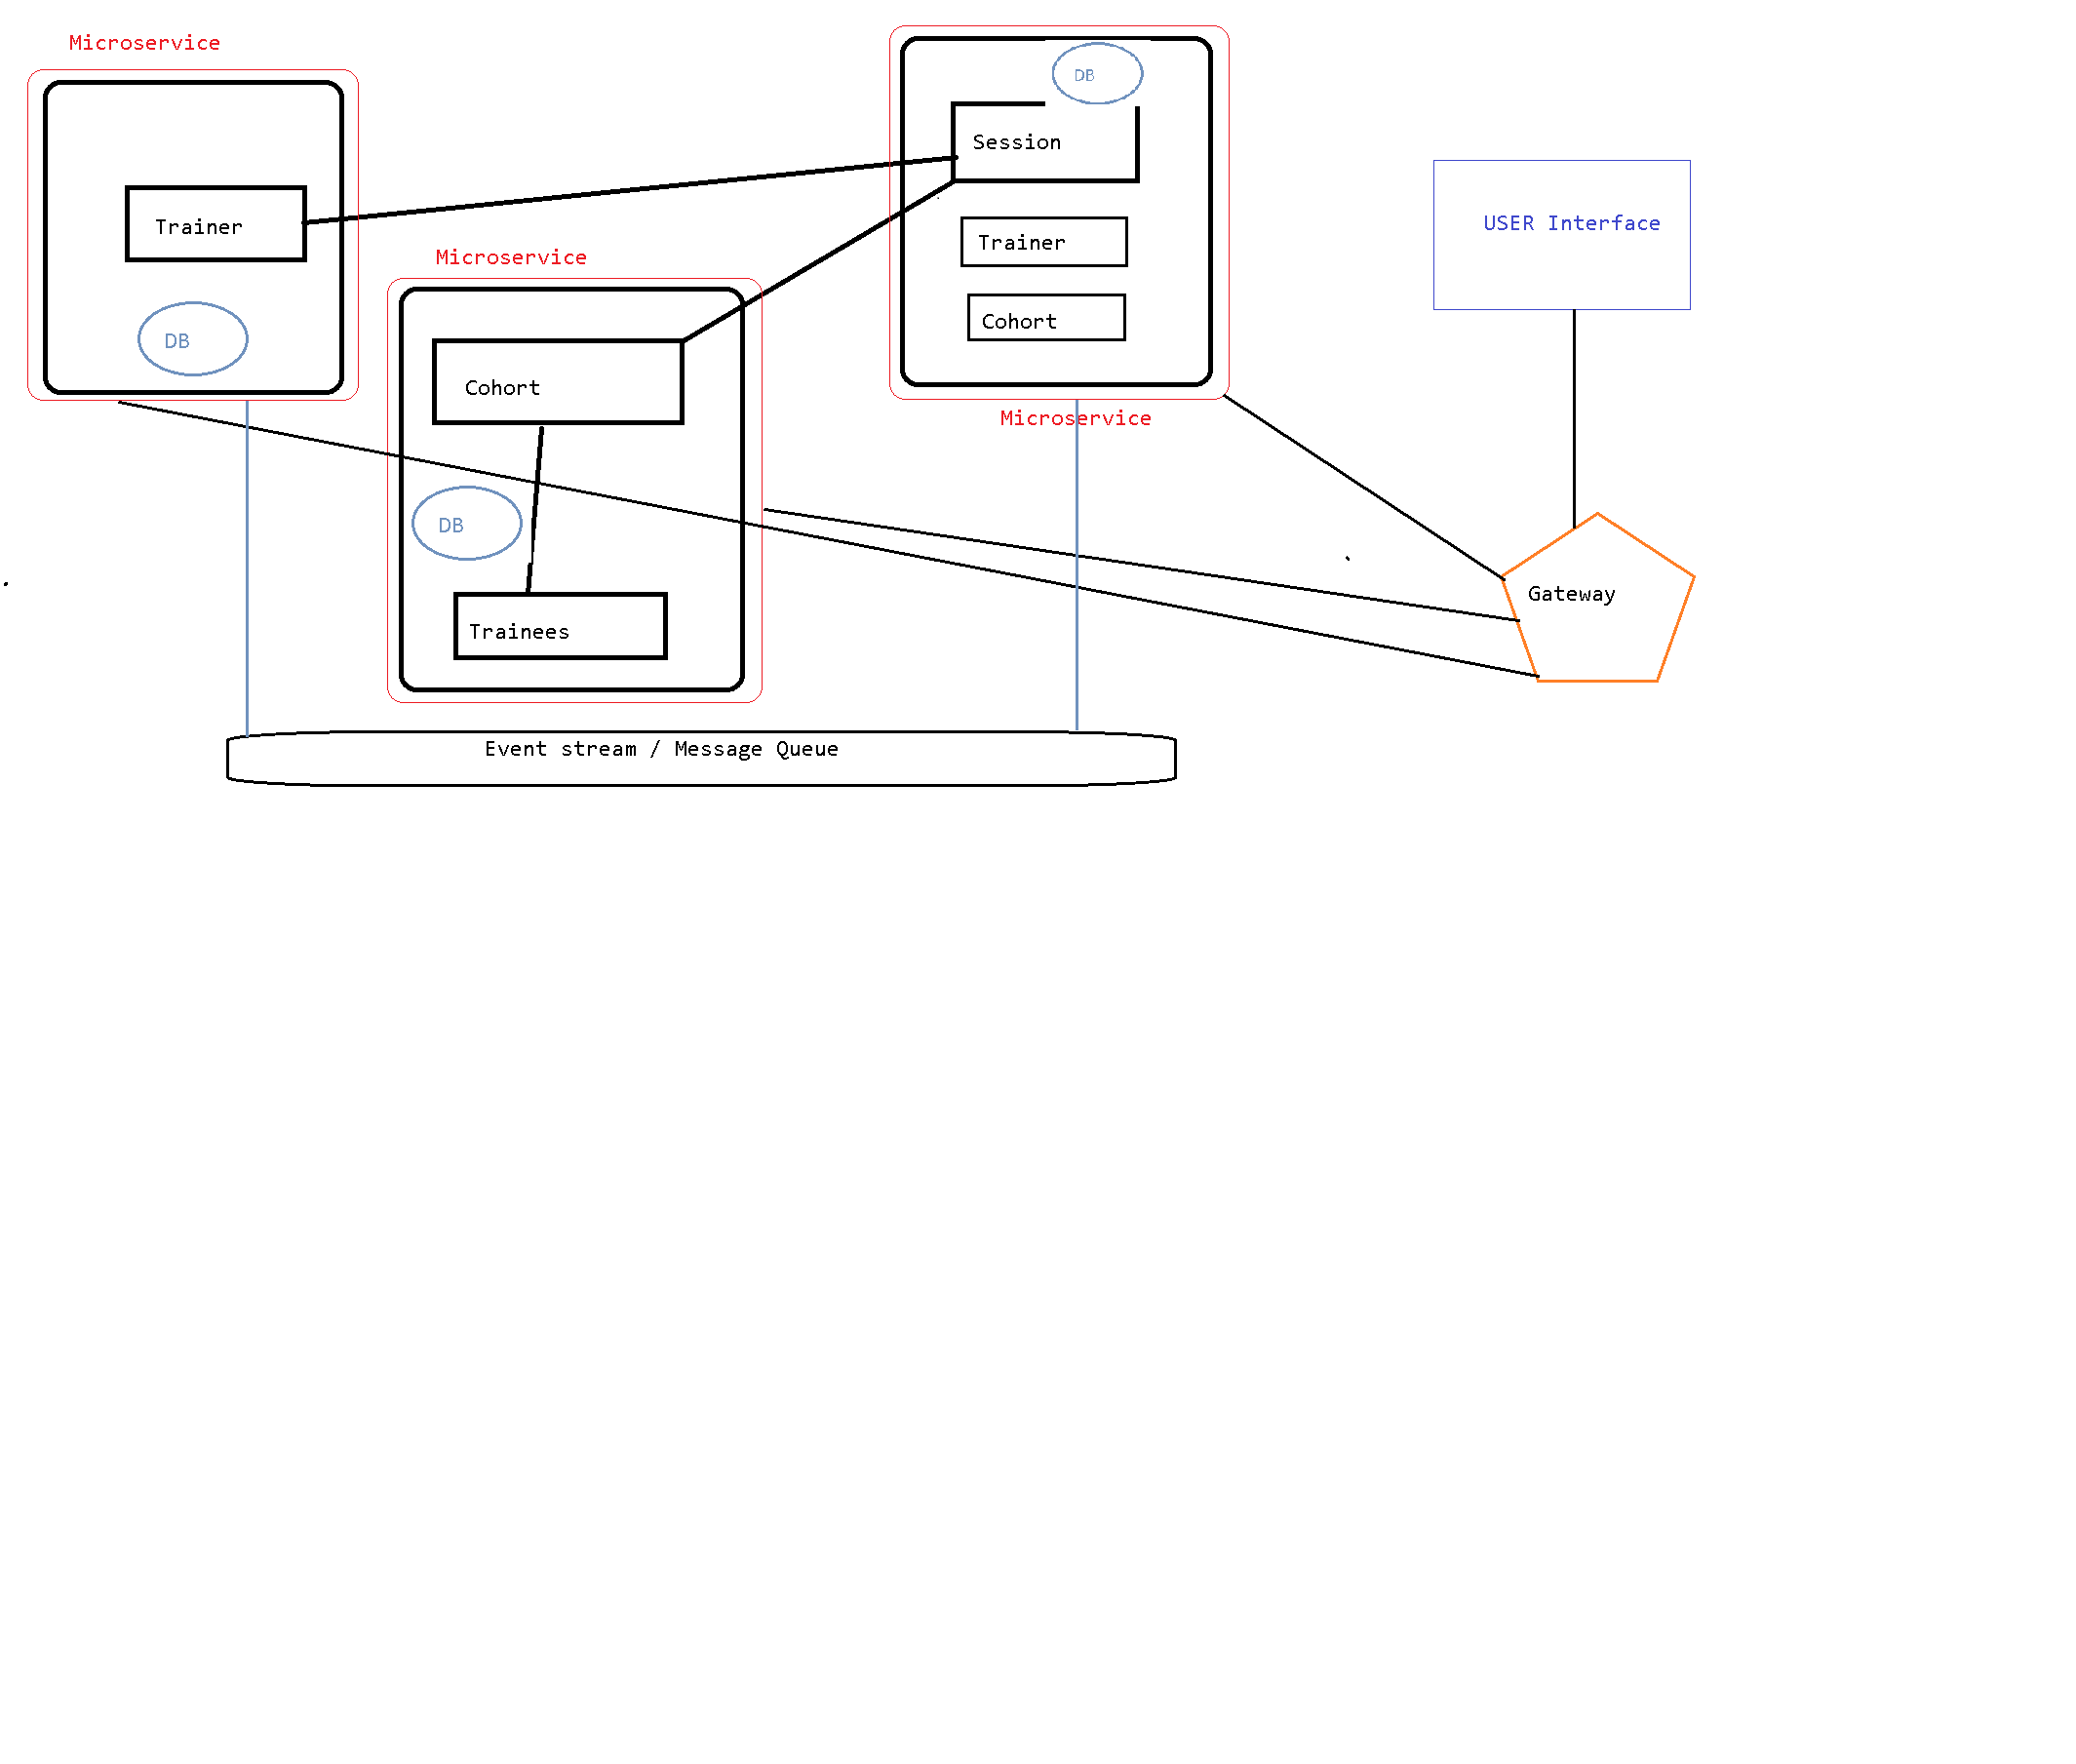 Microservice
Trainer
DB
Microservice
Cohort
DB
Trainees
DB
Session
Trainer
Cohort
Microservice
USER Interface
Gateway
Event stream / Message Queue